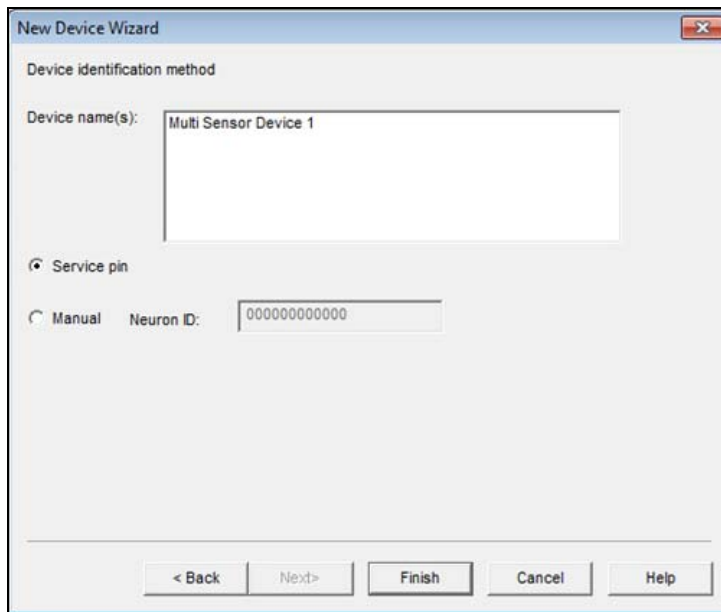 New Device Wizard
Device identification method
Device name(s):
Multi Sensor Device 1
Service pin
Manual Neuron ID: 000000000000
< Back Next> Finish Cancel Help